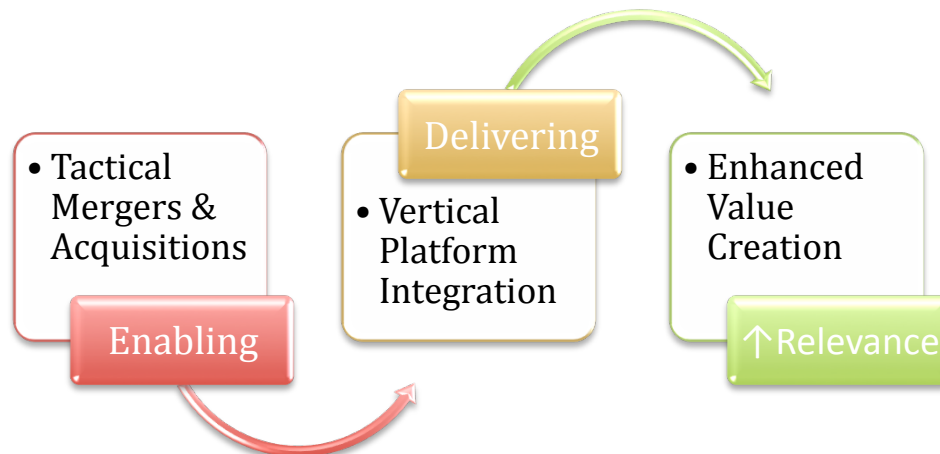 • Tactical
Mergers &
Acquisitions
Enabling
Delivering
• Vertical
Platform
Integration
• Enhanced
Value
Creation
↑Relevance